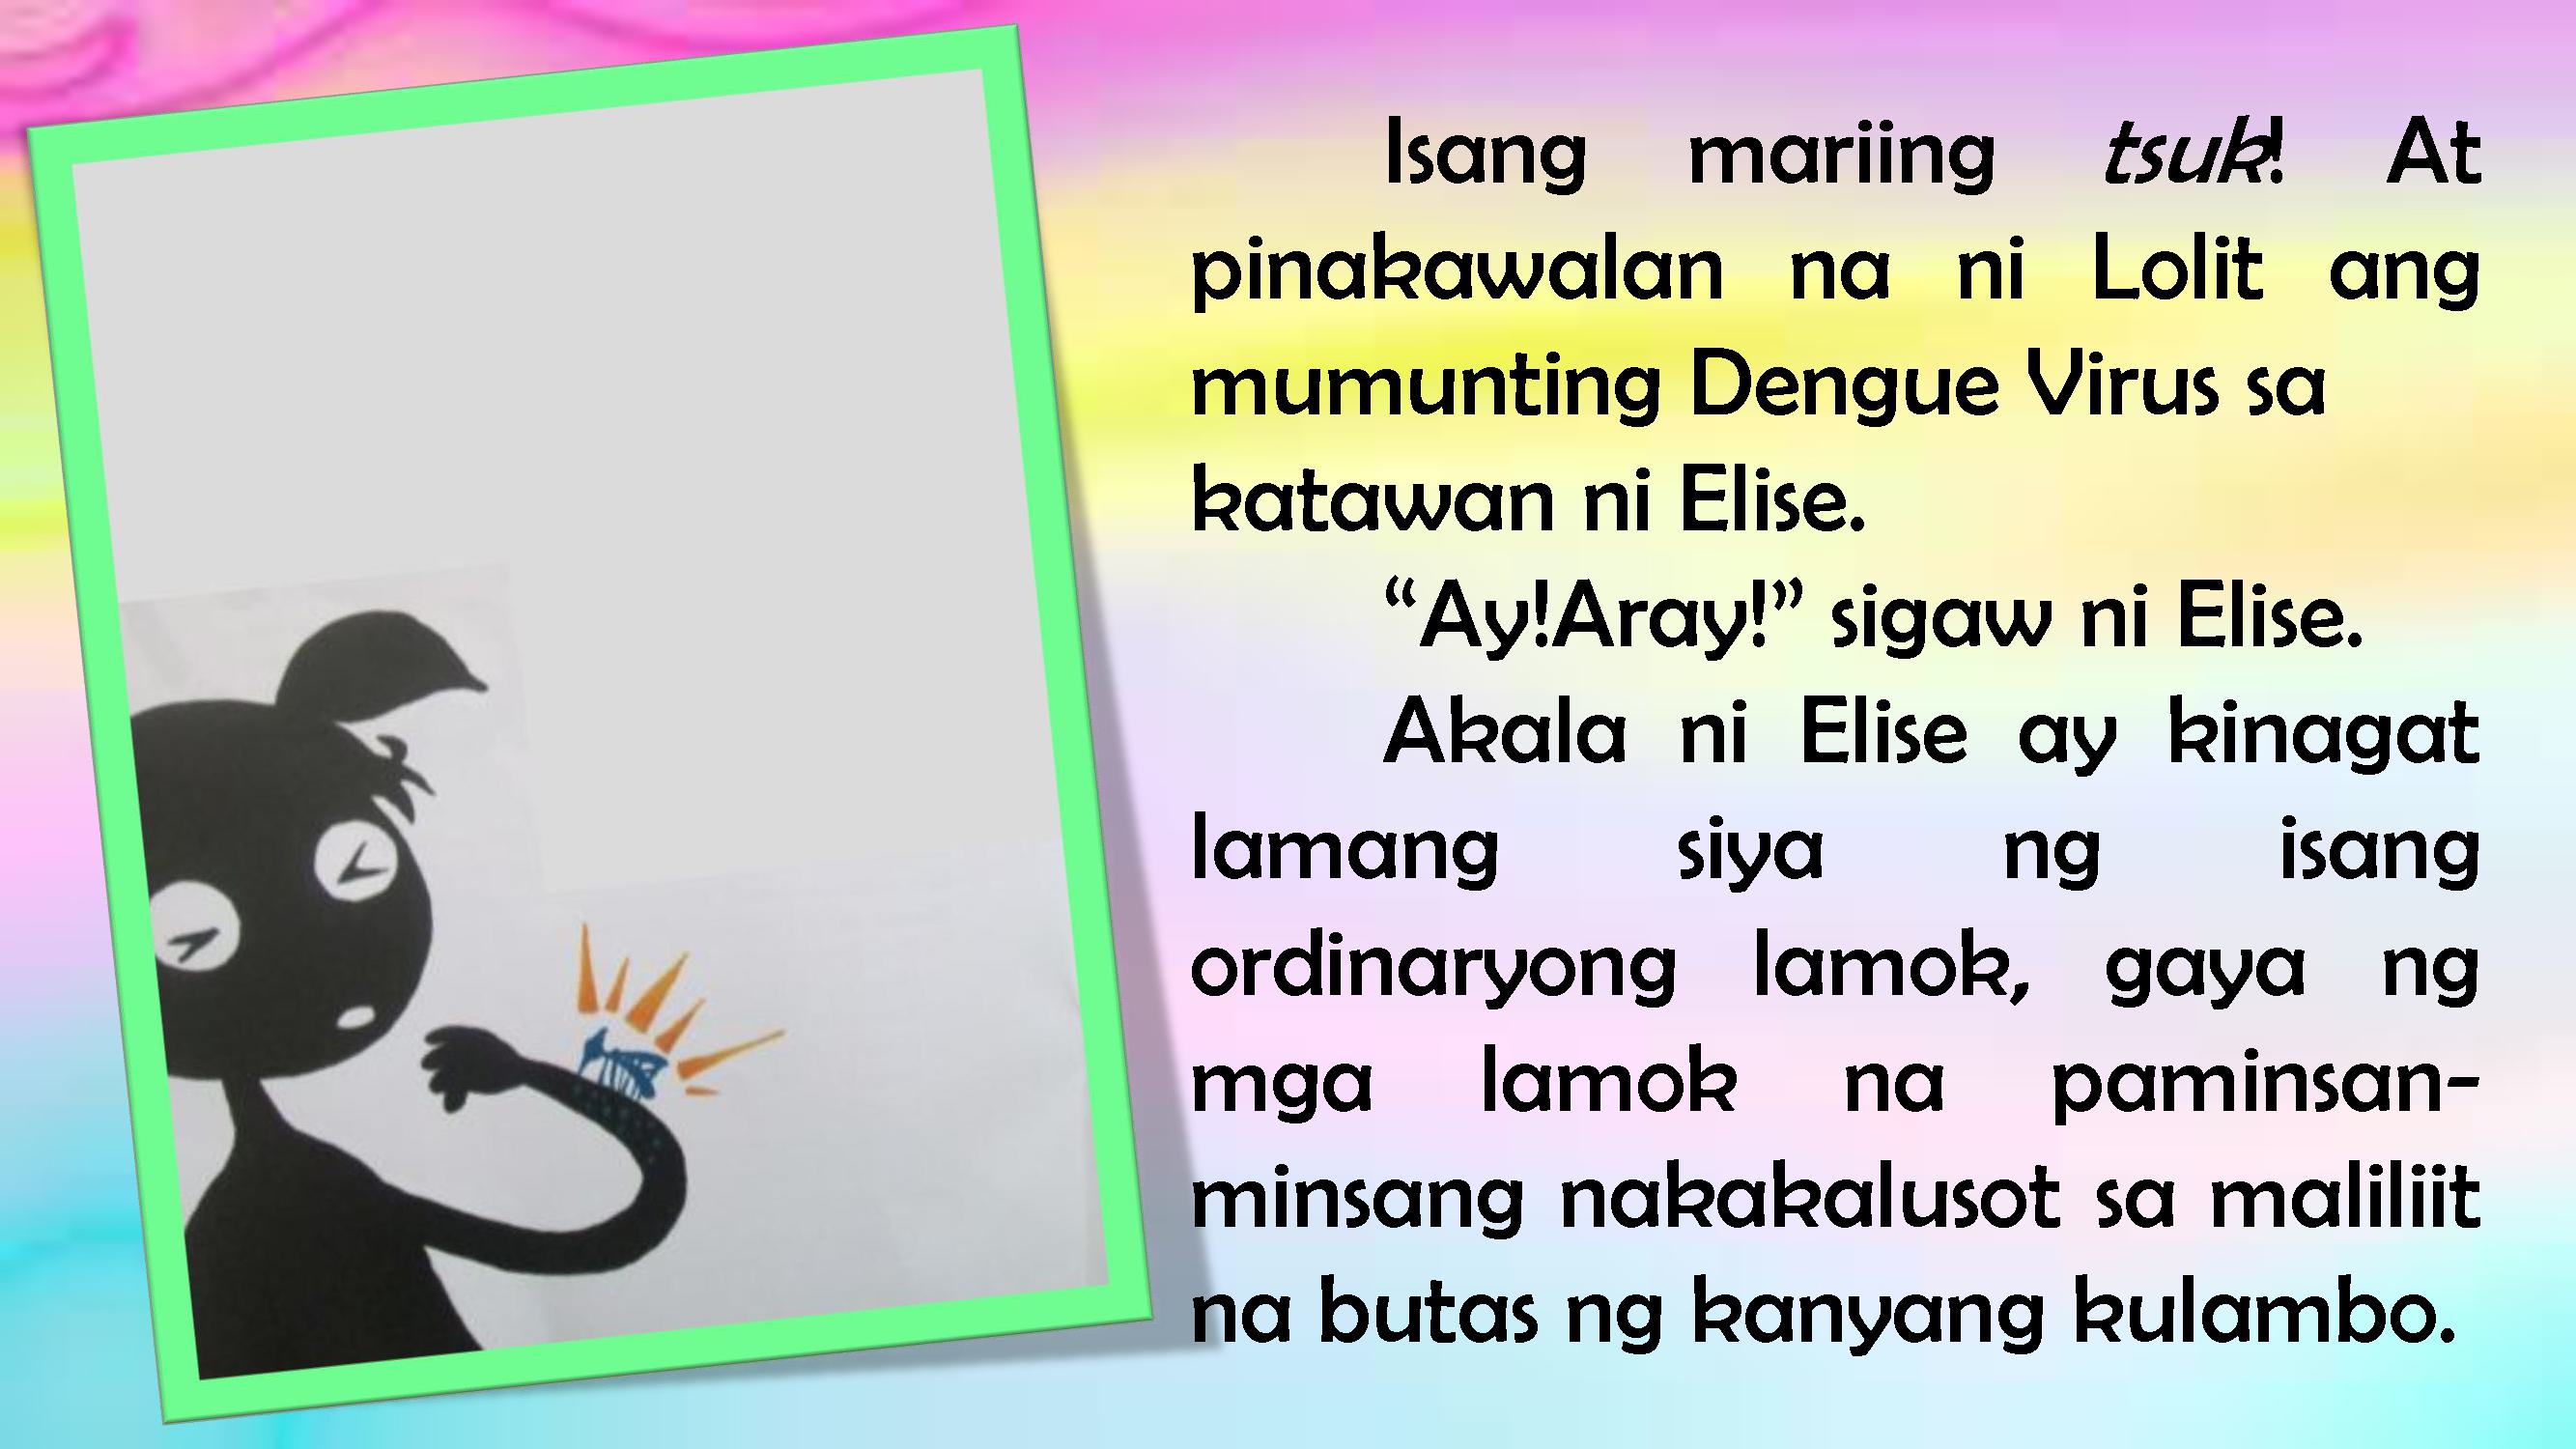 Isang mariing tsuk! At
pinakawalan na ni Lolit ang
mumunting Dengue Virus sa
katawan ni Elise.
“Ay!Aray!” sigaw ni Elise.
Akala ni Elise ay kinagat
lamang siya ng isang
ordinaryong lamok, gaya ng
mga lamok na paminsan-
minsang nakakalusot sa maliliit
na butas ng kanyang kulambo.